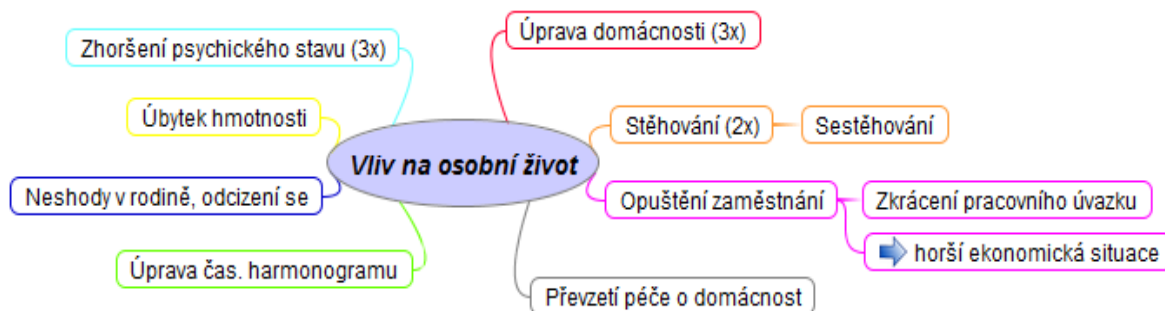 Zhoršení psychického stavu (3x)
Úprava domácnosti (3x)
Úbytek hmotnosti
Stěhování (2x)
Sestěhování
Vliv na osobní život
Neshody v rodině, odcizení se
Opuštění zaměstnání
Zkrácení pracovního úvazku
horší ekonomická situace
Úprava čas. harmonogramu
Převzetí péče o domácnost